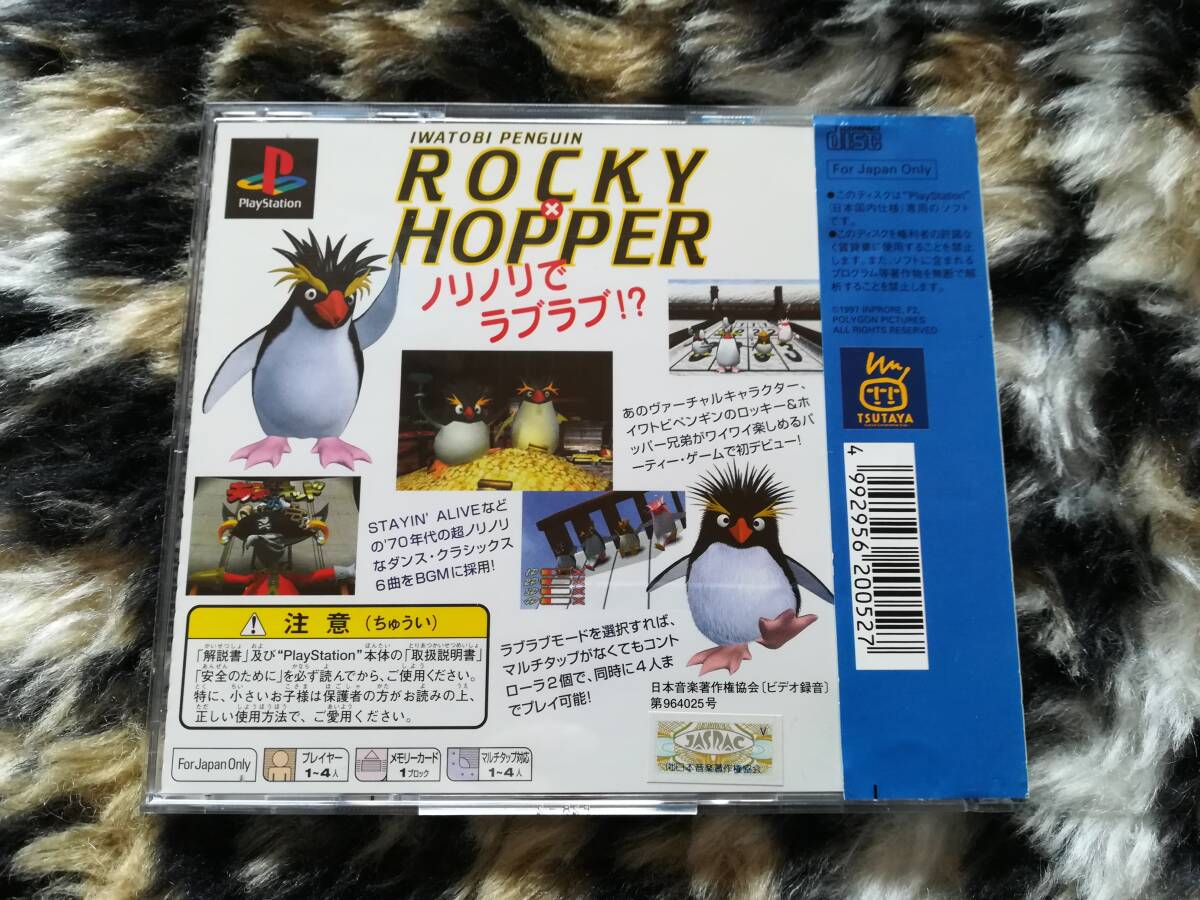 PlayStation
IWATOBI PENGUIN
ROCKY
×
HOPPER
ノリノリで
ラブラブ!?
あのヴァーチャルキャラクター、
イワトビペンギンのロッキー&ホ
ッパー兄弟がワイワイ楽しめるパ
ーティー・ゲームで初デビュー!
STAYIN' ALIVEなど
の'70年代の超ノリノリ
なダンス・クラシックス
6曲をBGMに採用!
1P
2P
3P
4P
ラブラブモードを選択すれば、
マルチタップがなくてもコント
ローラ2個で、同時に4人ま
でプレイ可能!
注意(ちゅうい)
「解説書」及び"PlayStation"本体の「取扱説明書」
「安全のために」を必ず読んでから、ご使用ください。
特に、小さいお子様は保護者の方がお読みの上、
正しい使用方法で、ご愛用ください。
For Japan Only
プレイヤー
1~4人
メモリーカード
1ブロック
マルチタップ対応
1~4人
日本音楽著作権協会〔ビデオ録音〕
第964025号
JASRAC
V
COMPACT
disc
For Japan Only
●このディスクは"PlayStation"
(日本国内仕様)専用のソフト
です。
●このディスクを権利者の許諾な
く賃貸業に使用することを禁止
します。また、ソフトに含まれる
プログラム等著作物を無断で解
析することを禁止します。
©1997 INPRORE, F2,
POLYGON PICTURES
ALL RIGHTS RESERVED
TSUTAYA
4 992956 200527